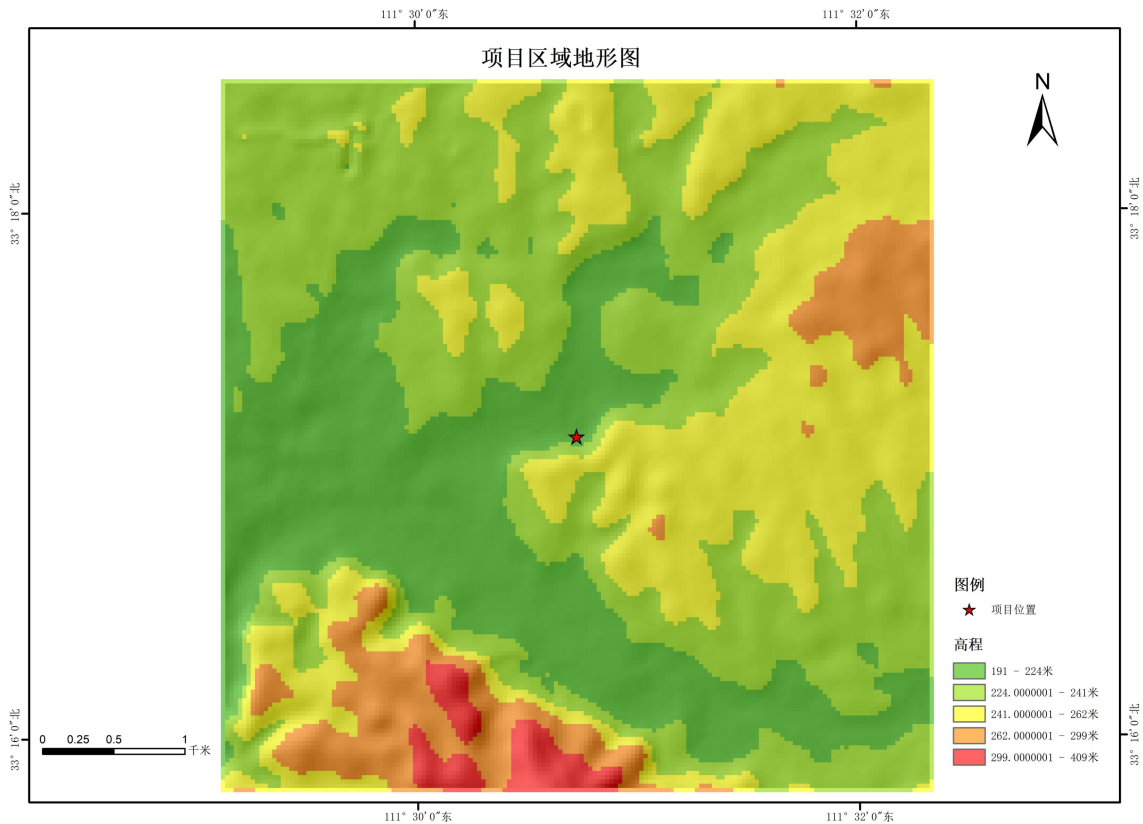 111° 30′ 0″东
111° 32′ 0″东
项目区域地形图
N
33° 18′ 0″北
33° 18′ 0″北
图例
项目位置
高程
191 - 224米
224.0000001 - 241米
241.0000001 - 262米
262.0000001 - 299米
299.0000001 - 409米
33° 16′ 0″北
33° 16′ 0″北
0 0.25 0.5 1
千米
111° 30′ 0″东
111° 32′ 0″东